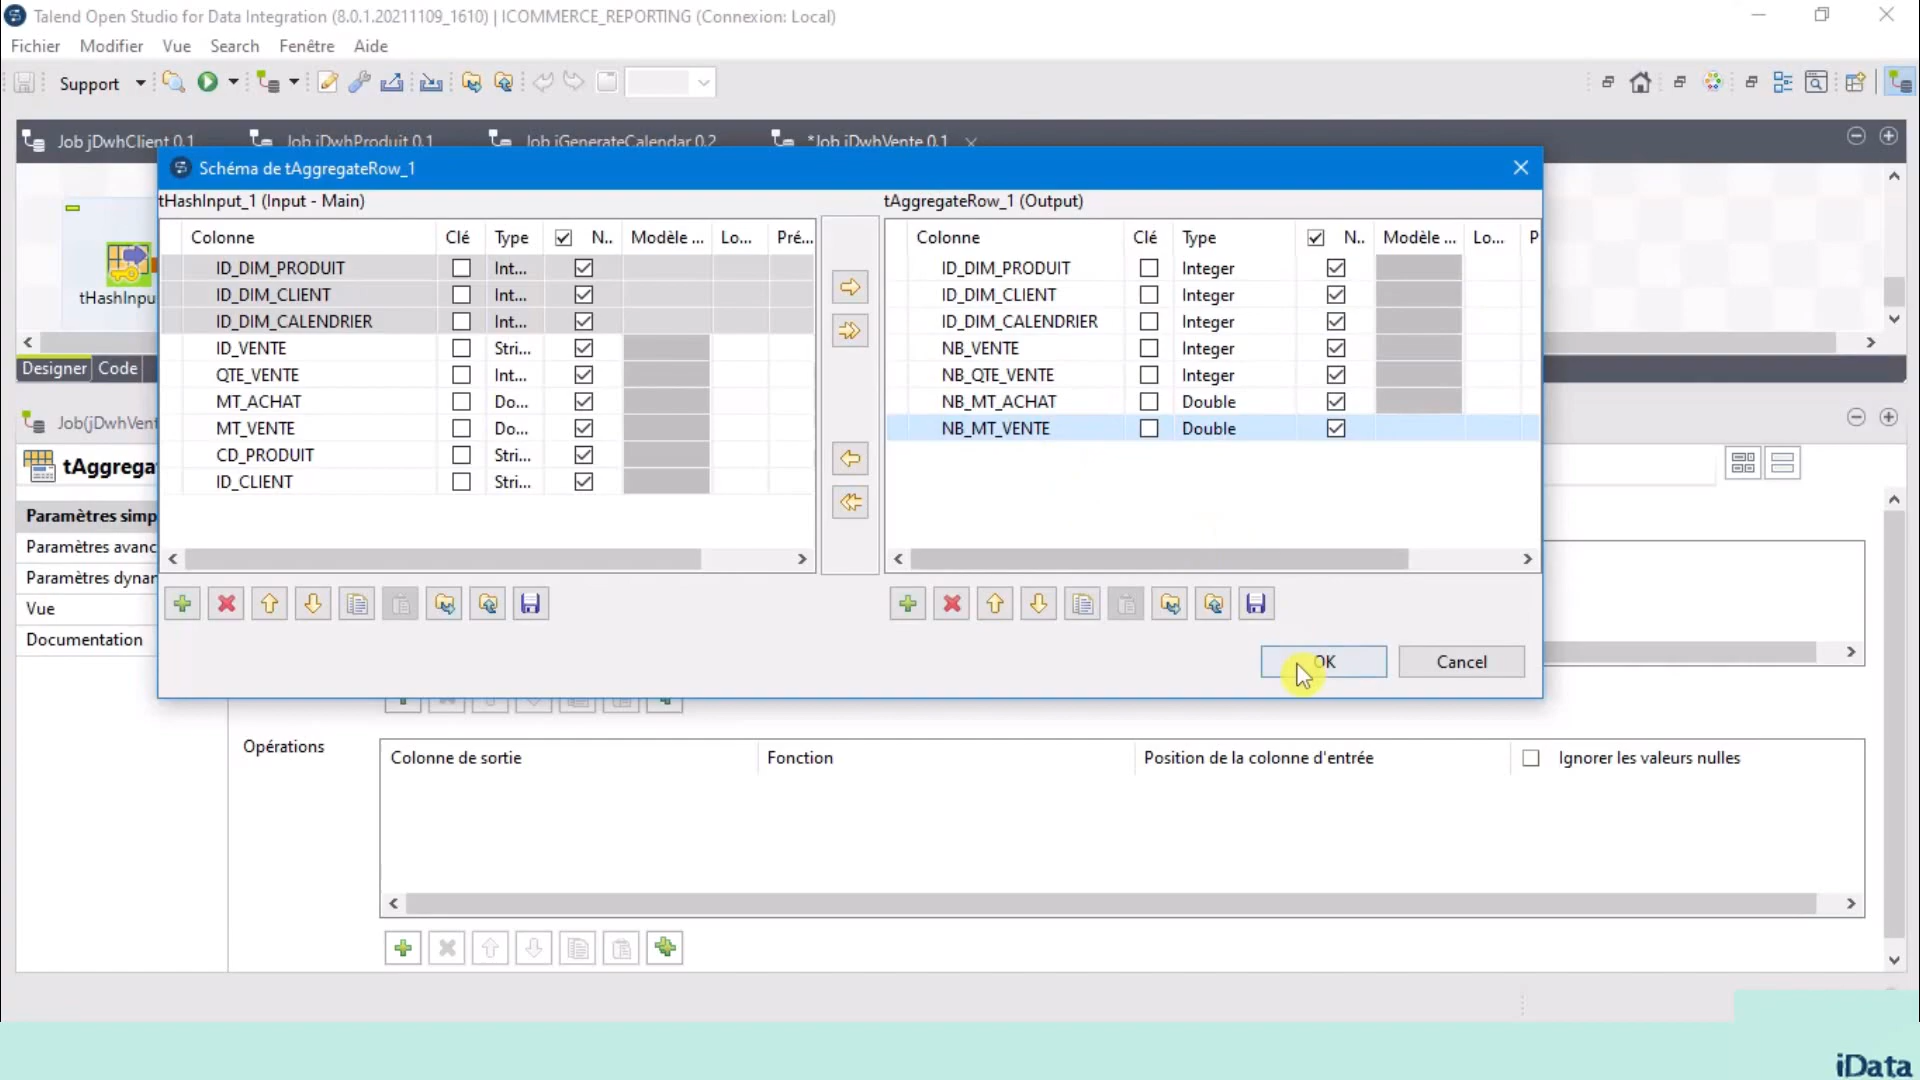 Talend Open Studio for Data Integration (8.0.1.20211109_1610) | ICOMMERCE_REPORTING (Connexion: Local)
Fichier Modifier Vue Search Fenêtre Aide
Support
Job jDwhClient 0.1 Job jDwhProduit 0.1 Job jGenerateCalendar 0.2 *Job jDwhVente 0.1
Schéma de tAggregateRow_1
tHashInput_1 (Input - Main) tAggregateRow_1 (Output)
Colonne Clé Type N.. Modèle ... Lo... Pré... Colonne Clé Type N.. Modèle ... Lo... P
ID_DIM_PRODUIT Int... ID_DIM_PRODUIT Integer
ID_DIM_CLIENT Int... ID_DIM_CLIENT Integer
tHashInpu
ID_DIM_CALENDRIER Int... ID_DIM_CALENDRIER Integer
ID_VENTE Stri... NB_VENTE Integer
Designer Code
QTE_VENTE Int... NB_QTE_VENTE Integer
MT_ACHAT Do... NB_MT_ACHAT Double
Job(jDwhVent
MT_VENTE Do... NB_MT_VENTE Double
CD_PRODUIT Stri...
tAggrega
ID_CLIENT Stri...
Paramètres simp
Paramètres avanc
Paramètres dynar
Vue
Documentation
OK Cancel
Opérations
Colonne de sortie Fonction Position de la colonne d'entrée Ignorer les valeurs nulles
iData